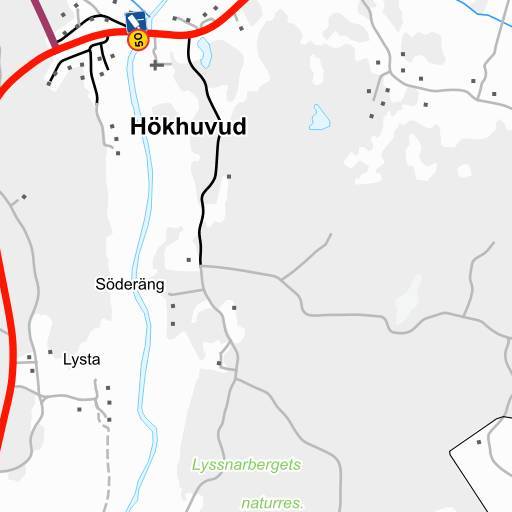 50
Hökhuvud
Söderäng
Lysta
Lyssnarbergets
naturres.